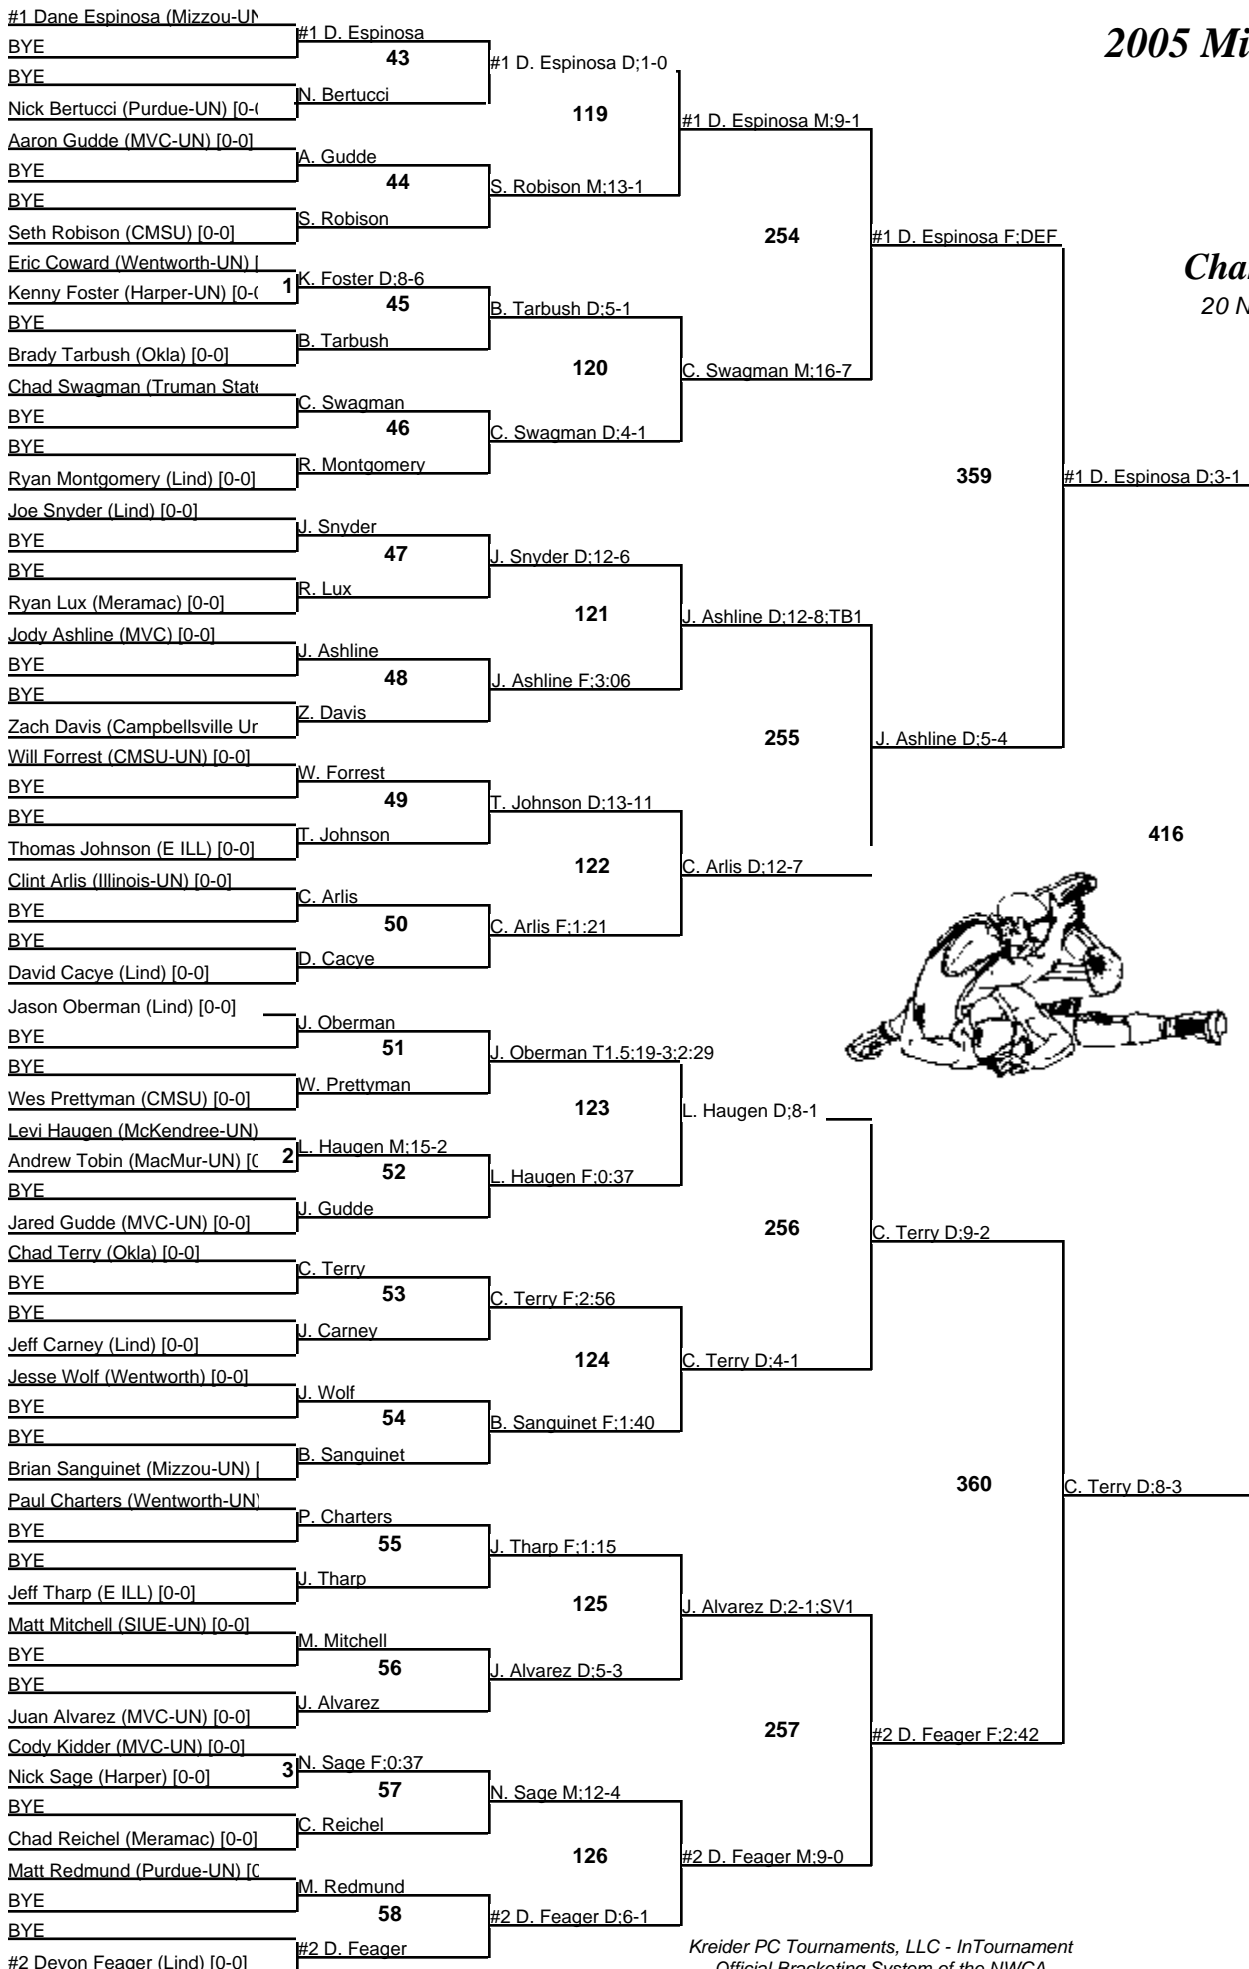 #1 Dane Espinosa (Mizzou-UN
BYE
BYE
Nick Bertucci (Purdue-UN) [0-0
Aaron Gudde (MVC-UN) [0-0]
BYE
BYE
Seth Robison (CMSU) [0-0]
Eric Coward (Wentworth-UN) [
Kenny Foster (Harper-UN) [0-0
BYE
Brady Tarbush (Okla) [0-0]
Chad Swagman (Truman State
BYE
BYE
Ryan Montgomery (Lind) [0-0]
Joe Snyder (Lind) [0-0]
BYE
BYE
Ryan Lux (Meramac) [0-0]
Jody Ashline (MVC) [0-0]
BYE
BYE
Zach Davis (Campbellsville Un
Will Forrest (CMSU-UN) [0-0]
BYE
BYE
Thomas Johnson (E ILL) [0-0]
Clint Arlis (Illinois-UN) [0-0]
BYE
BYE
David Cacye (Lind) [0-0]
Jason Oberman (Lind) [0-0]
BYE
BYE
Wes Prettyman (CMSU) [0-0]
Levi Haugen (McKendree-UN)
Andrew Tobin (MacMur-UN) [0
BYE
Jared Gudde (MVC-UN) [0-0]
Chad Terry (Okla) [0-0]
BYE
BYE
Jeff Carney (Lind) [0-0]
Jesse Wolf (Wentworth) [0-0]
BYE
BYE
Brian Sanguinet (Mizzou-UN) [
Paul Charters (Wentworth-UN)
BYE
BYE
Jeff Tharp (E ILL) [0-0]
Matt Mitchell (SIUE-UN) [0-0]
BYE
BYE
Juan Alvarez (MVC-UN) [0-0]
Cody Kidder (MVC-UN) [0-0]
Nick Sage (Harper) [0-0]
BYE
Chad Reichel (Meramac) [0-0]
Matt Redmund (Purdue-UN) [0
BYE
BYE
#2 Devon Feager (Lind) [0-0]
1
2
3
#1 D. Espinosa
43
N. Bertucci
A. Gudde
44
S. Robison
K. Foster D;8-6
45
B. Tarbush
C. Swagman
46
R. Montgomery
J. Snyder
47
R. Lux
J. Ashline
48
Z. Davis
W. Forrest
49
T. Johnson
C. Arlis
50
D. Cacye
J. Oberman
51
W. Prettyman
L. Haugen M;15-2
52
J. Gudde
C. Terry
53
J. Carney
J. Wolf
54
B. Sanguinet
P. Charters
55
J. Tharp
M. Mitchell
56
J. Alvarez
N. Sage F;0:37
57
C. Reichel
M. Redmund
58
#2 D. Feager
#1 D. Espinosa D;1-0
119
S. Robison M;13-1
B. Tarbush D;5-1
120
C. Swagman D;4-1
J. Snyder D;12-6
121
J. Ashline F;3:06
T. Johnson D;13-11
122
C. Arlis F;1:21
J. Oberman T1.5;19-3;2:29
123
L. Haugen F;0:37
C. Terry F;2:56
124
B. Sanguinet F;1:40
J. Tharp F;1:15
125
J. Alvarez D;5-3
N. Sage M;12-4
126
#2 D. Feager D;6-1
#1 D. Espinosa M;9-1
254
C. Swagman M;16-7
J. Ashline D;12-8;TB1
255
C. Arlis D;12-7
L. Haugen D;8-1
256
C. Terry D;4-1
J. Alvarez D;2-1;SV1
257
#2 D. Feager M;9-0
#1 D. Espinosa F;DEF
359
J. Ashline D;5-4
C. Terry D;9-2
360
#2 D. Feager F;2:42
#1 D. Espinosa D;3-1
416
C. Terry D;8-3
2005 Mi
Cha
20 N
Kreider PC Tournaments, LLC - InTournament
Official Bracketing System of the NWCA